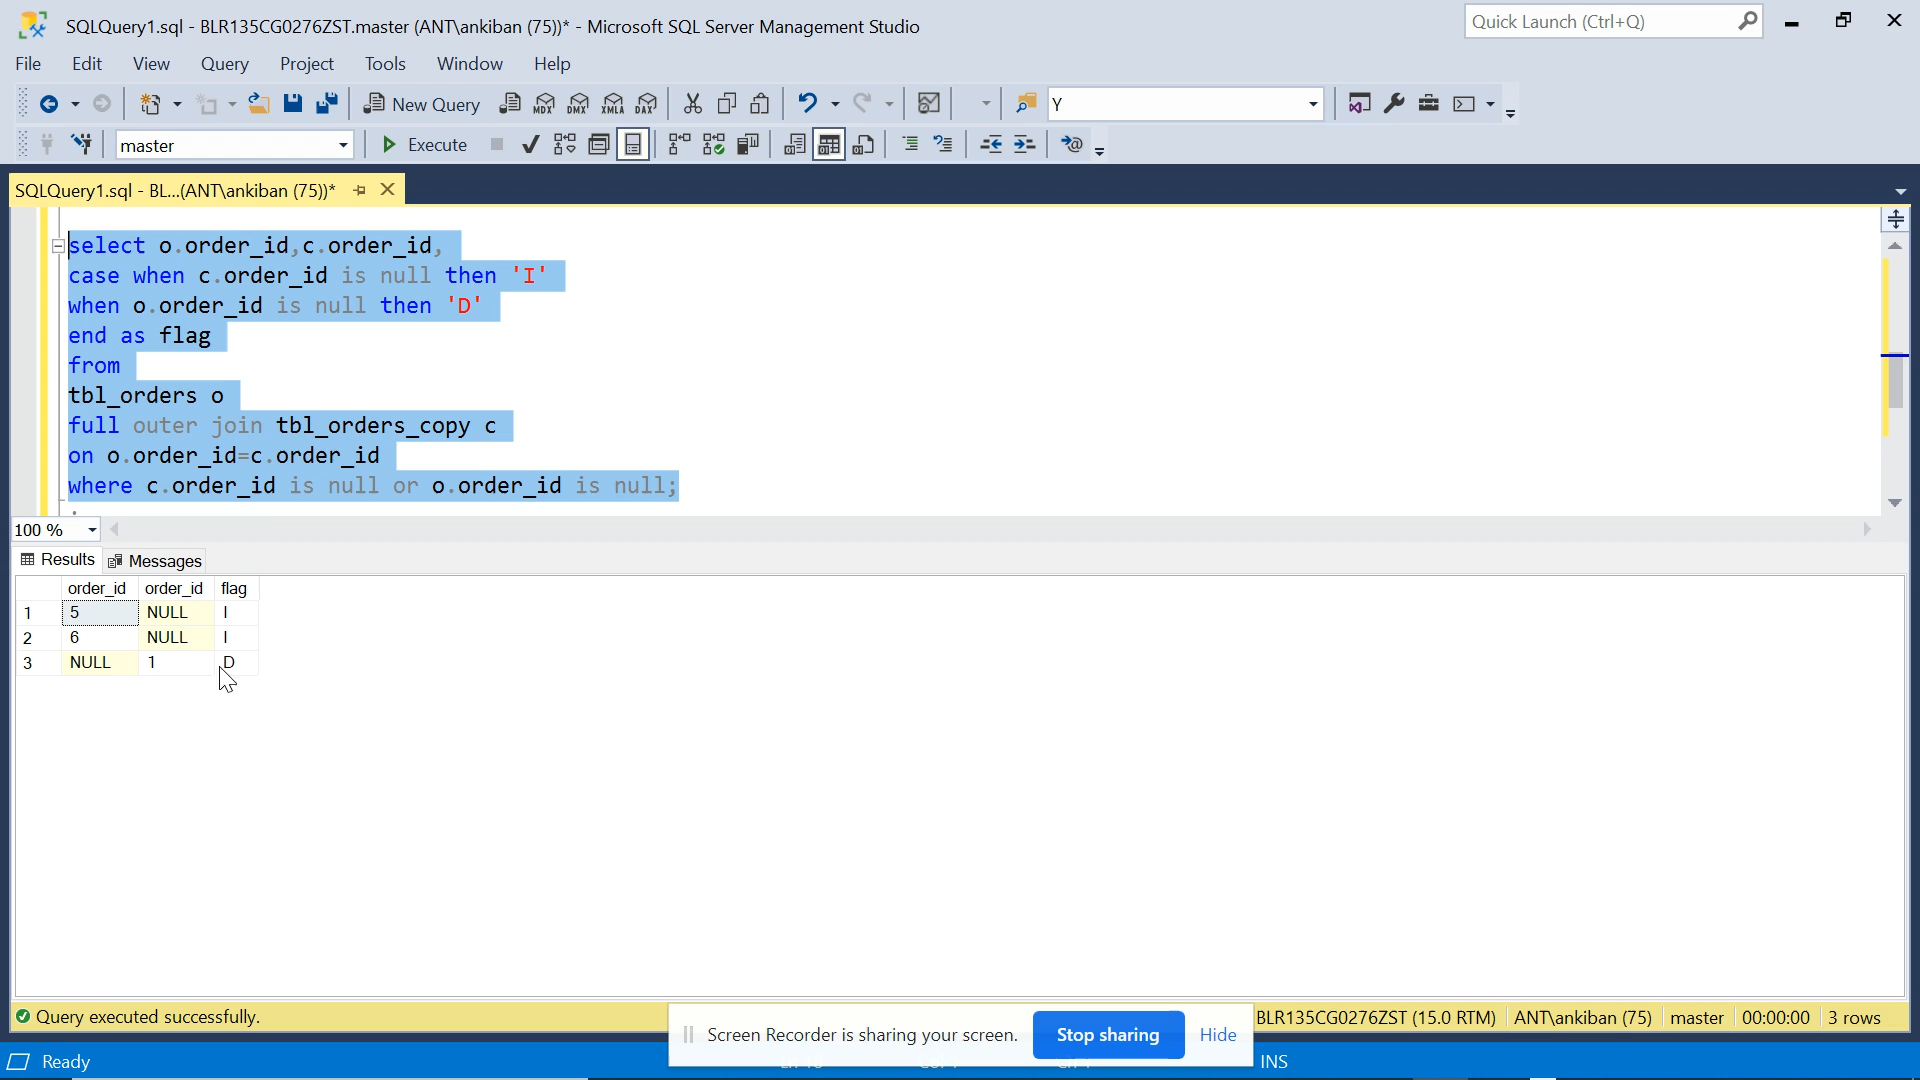 SQLQuery1.sql - BLR135CG0276ZST.master (ANT\ankiban (75))* - Microsoft SQL Server Management Studio
Quick Launch (Ctrl+Q)
File Edit View Query Project Tools Window Help
New Query MDX DMX XMLA DAX Y
master Execute
SQLQuery1.sql - BL...(ANT\ankiban (75))*
select o.order_id,c.order_id,
case when c.order_id is null then 'I'
when o.order_id is null then 'D'
end as flag
from
tbl_orders o
full outer join tbl_orders_copy c
on o.order_id=c.order_id
where c.order_id is null or o.order_id is null;
100 %
Results Messages
order_id order_id flag
1 5 NULL I
2 6 NULL I
3 NULL 1 D
Query executed successfully.
BLR135CG0276ZST (15.0 RTM) ANT\ankiban (75) master 00:00:00 3 rows
Screen Recorder is sharing your screen. Stop sharing Hide
Ready INS